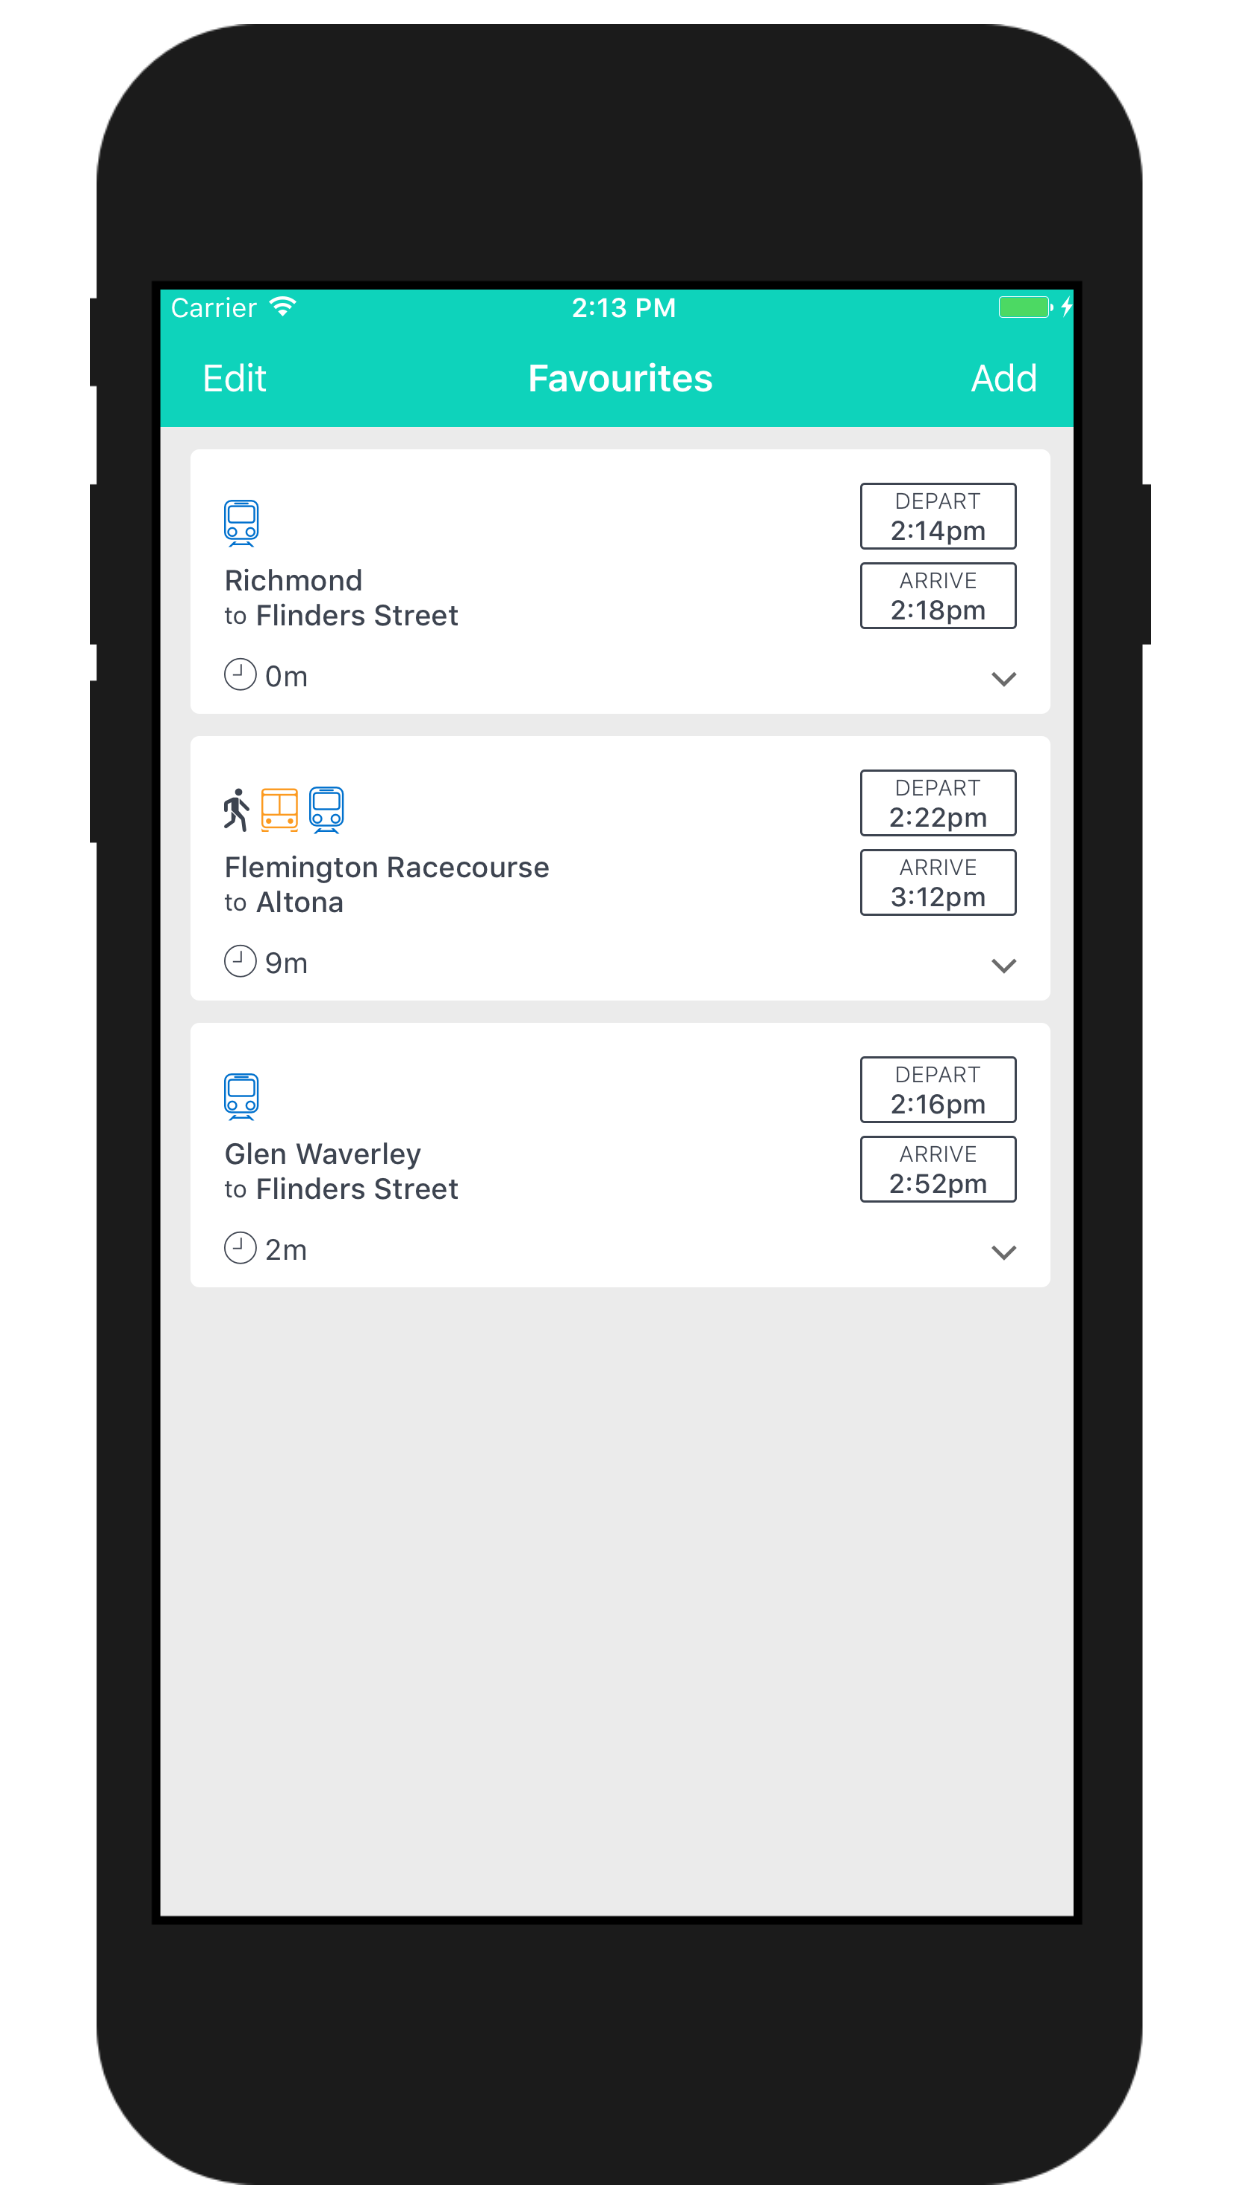 Carrier 2:13 PM
Edit Favourites Add
DEPART
2:14pm
Richmond
to Flinders Street
ARRIVE
2:18pm
0m
DEPART
2:22pm
Flemington Racecourse
to Altona
ARRIVE
3:12pm
9m
DEPART
2:16pm
Glen Waverley
to Flinders Street
ARRIVE
2:52pm
2m